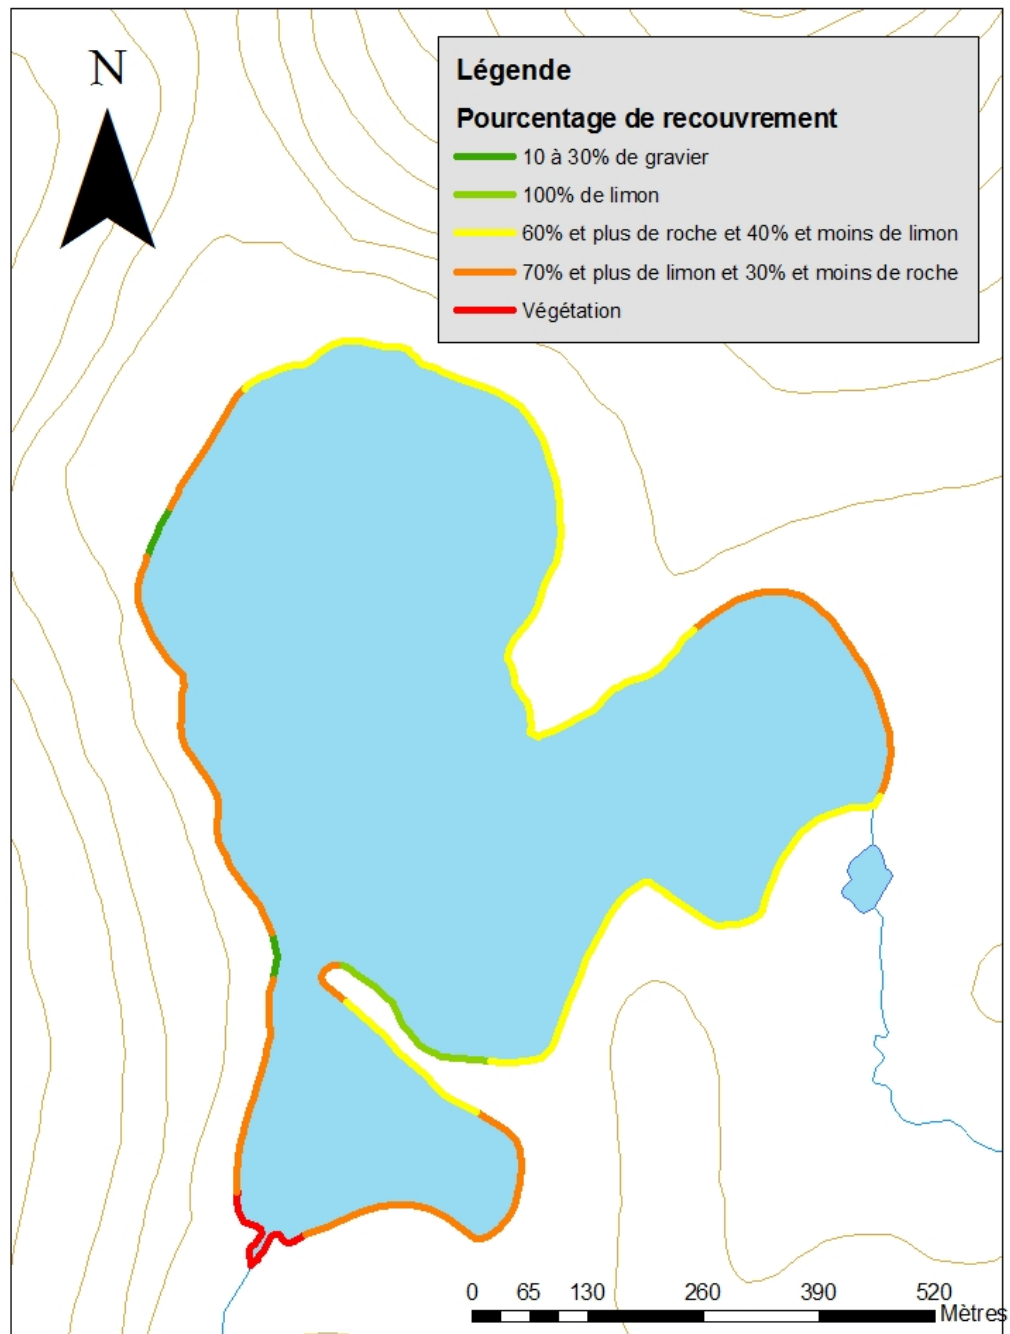 N
Légende
Pourcentage de recouvrement
10 à 30% de gravier
100% de limon
60% et plus de roche et 40% et moins de limon
70% et plus de limon et 30% et moins de roche
Végétation
0 65 130 260 390 520
Mètres